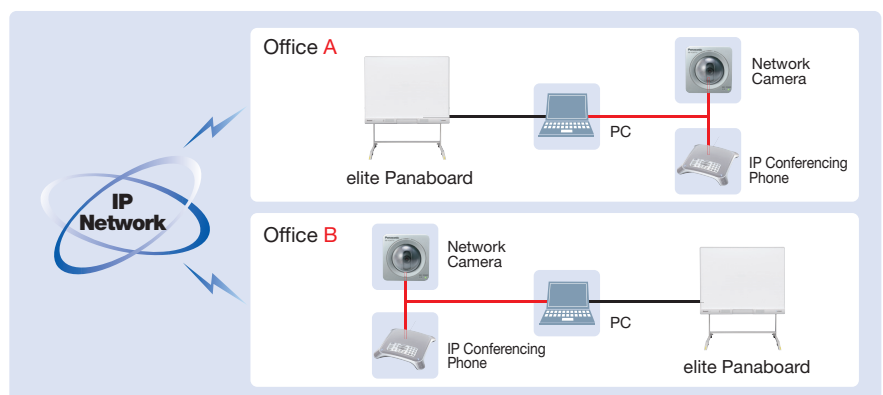 IP
Network
Office A
elite Panaboard
PC
Network
Camera
IP Conferencing
Phone
Office B
Network
Camera
IP Conferencing
Phone
PC
elite Panaboard